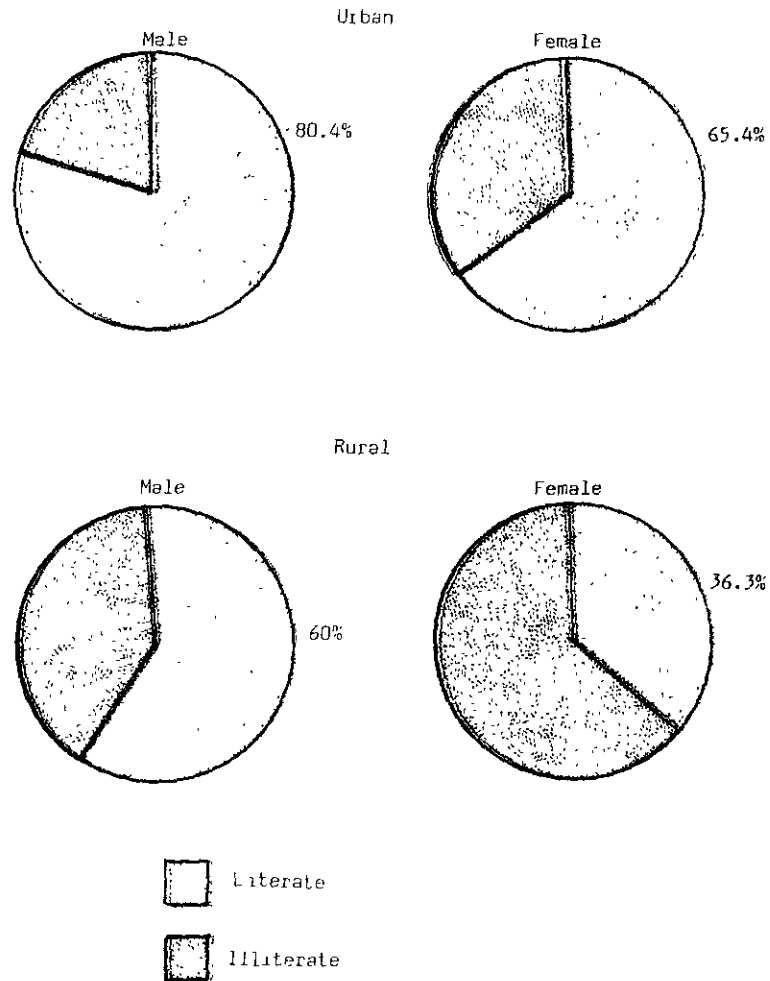 Urban
Male Female
80.4% 65.4%
Rural
Male Female
60% 36.3%
Literate
Illiterate